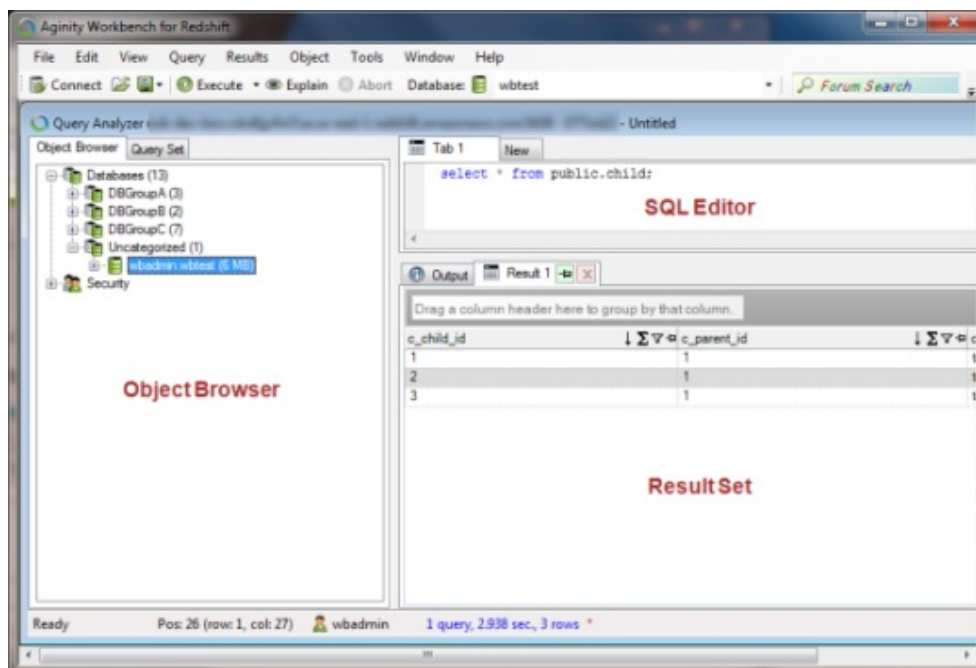 Aginity Workbench for Redshift
File Edit View Query Results Object Tools Window Help
Connect Execute Explain Abort Database: wbtest Forum Search
Query Analyzer - Untitled
Object Browser Query Set
Databases (13)
DBGroupA (3)
DBGroupB (2)
DBGroupC (7)
Uncategorized (1)
wbadmin.wbtest (6 MB)
Security
Object Browser
Tab 1 New
select * from public.child;
SQL Editor
Output Result 1
Drag a column header here to group by that column.
c_child_id c_parent_id
1 1
2 1
3 1
Result Set
Ready Pos: 26 (row: 1, col: 27) wbadmin 1 query, 2.938 sec., 3 rows *